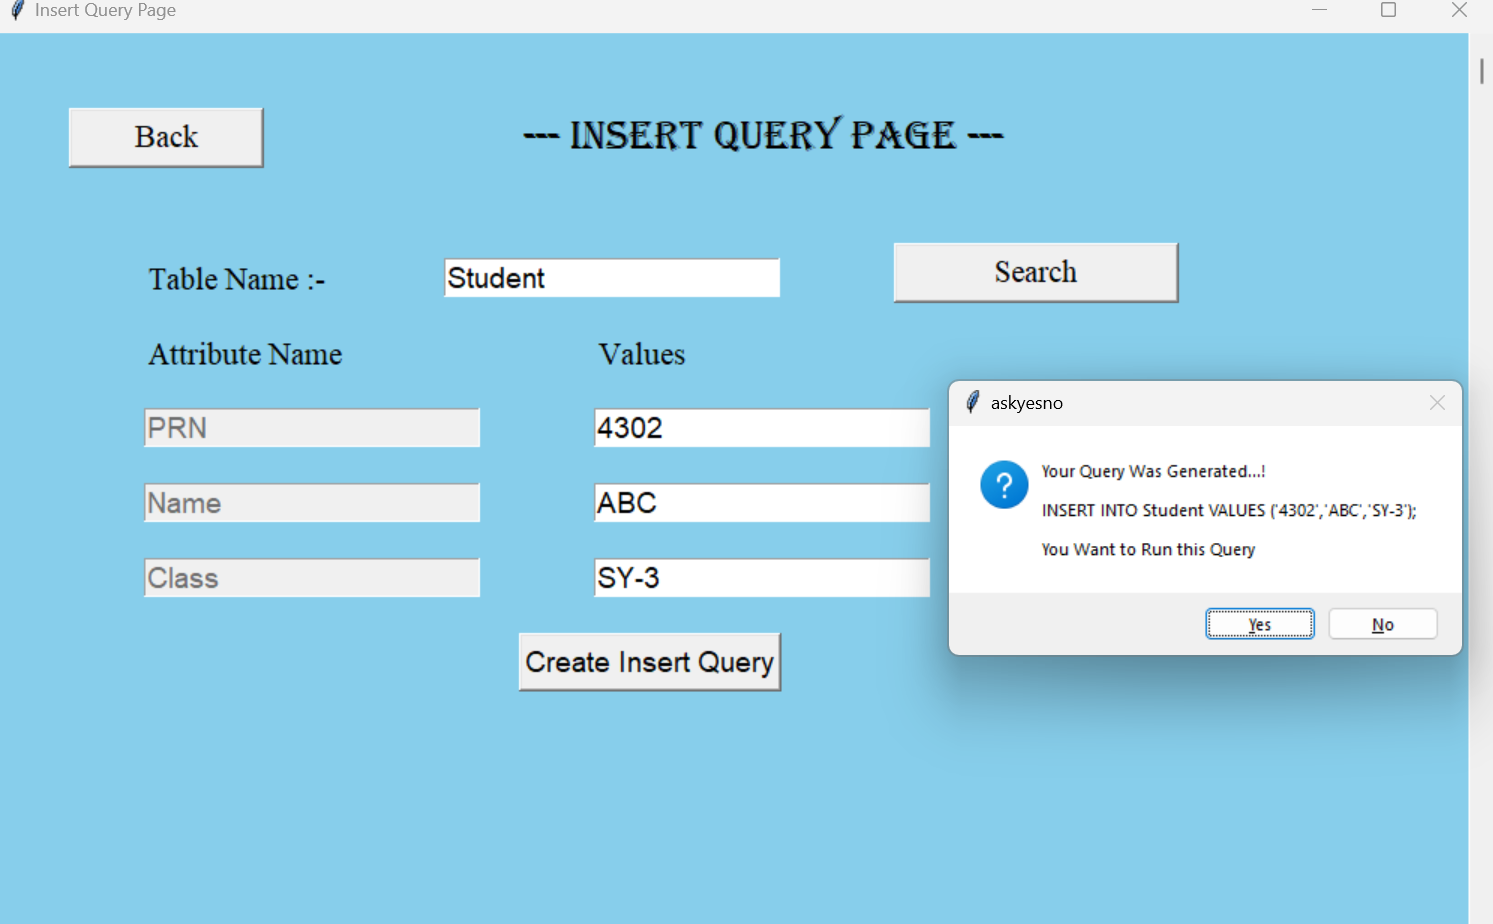 Insert Query Page
Back
--- INSERT QUERY PAGE ---
Table Name :-
Student
Search
Attribute Name
Values
PRN
4302
Name
ABC
Class
SY-3
Create Insert Query
askyesno
Your Query Was Generated...!
INSERT INTO Student VALUES ('4302','ABC','SY-3');
You Want to Run this Query
Yes
No